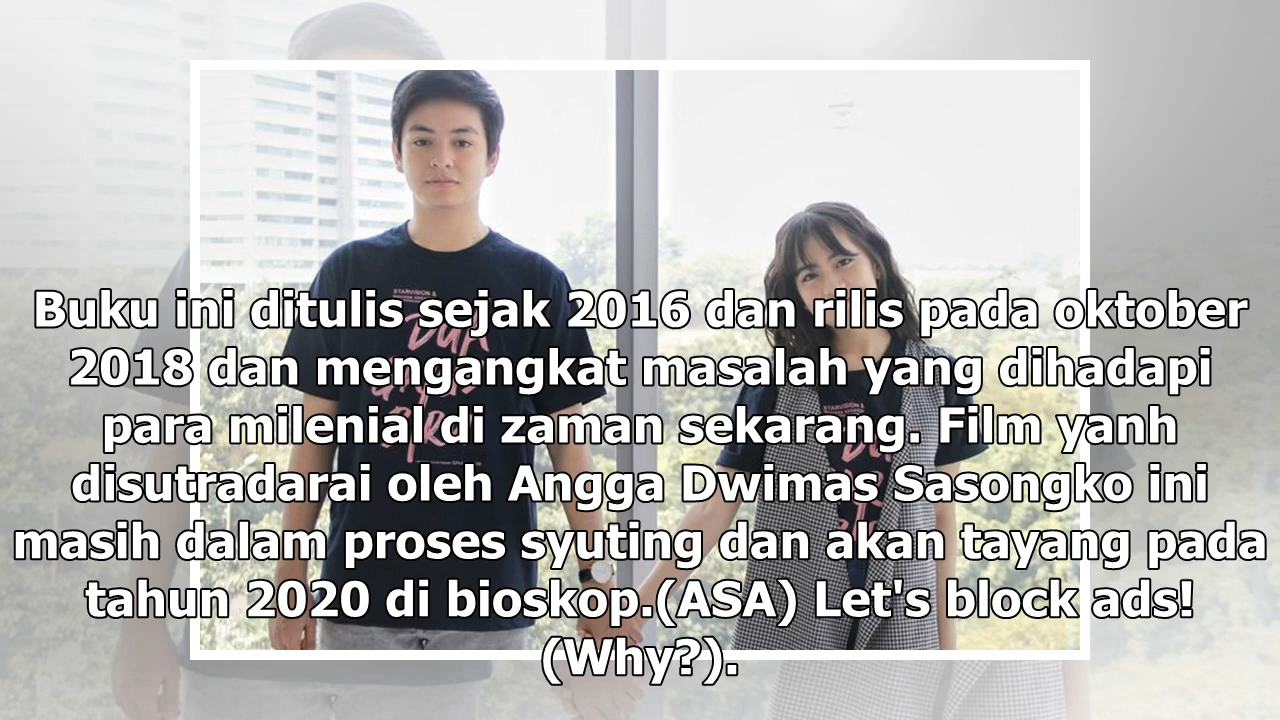 STARVISION &
STARVISION &
Buku ini ditulis sejak 2016 dan rilis pada oktober
2018 dan mengangkat masalah yang dihadapi
para milenial di zaman sekarang. Film yanh
disutradarai oleh Angga Dwimas Sasongko ini
masih dalam proses syuting dan akan tayang pada
tahun 2020 di bioskop.(ASA) Let's block ads!
(Why?).